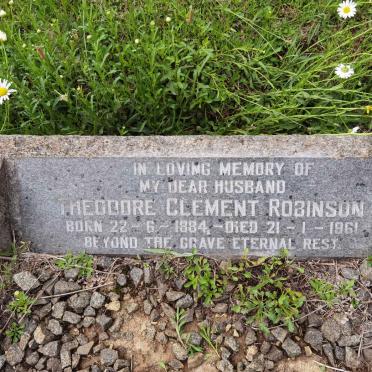 IN LOVING MEMORY OF
MY DEAR HUSBAND
THEODORE CLEMENT ROBINSON
BORN 22-6-1884, DIED 21-1-1961
BEYOND THE GRAVE ETERNAL REST.